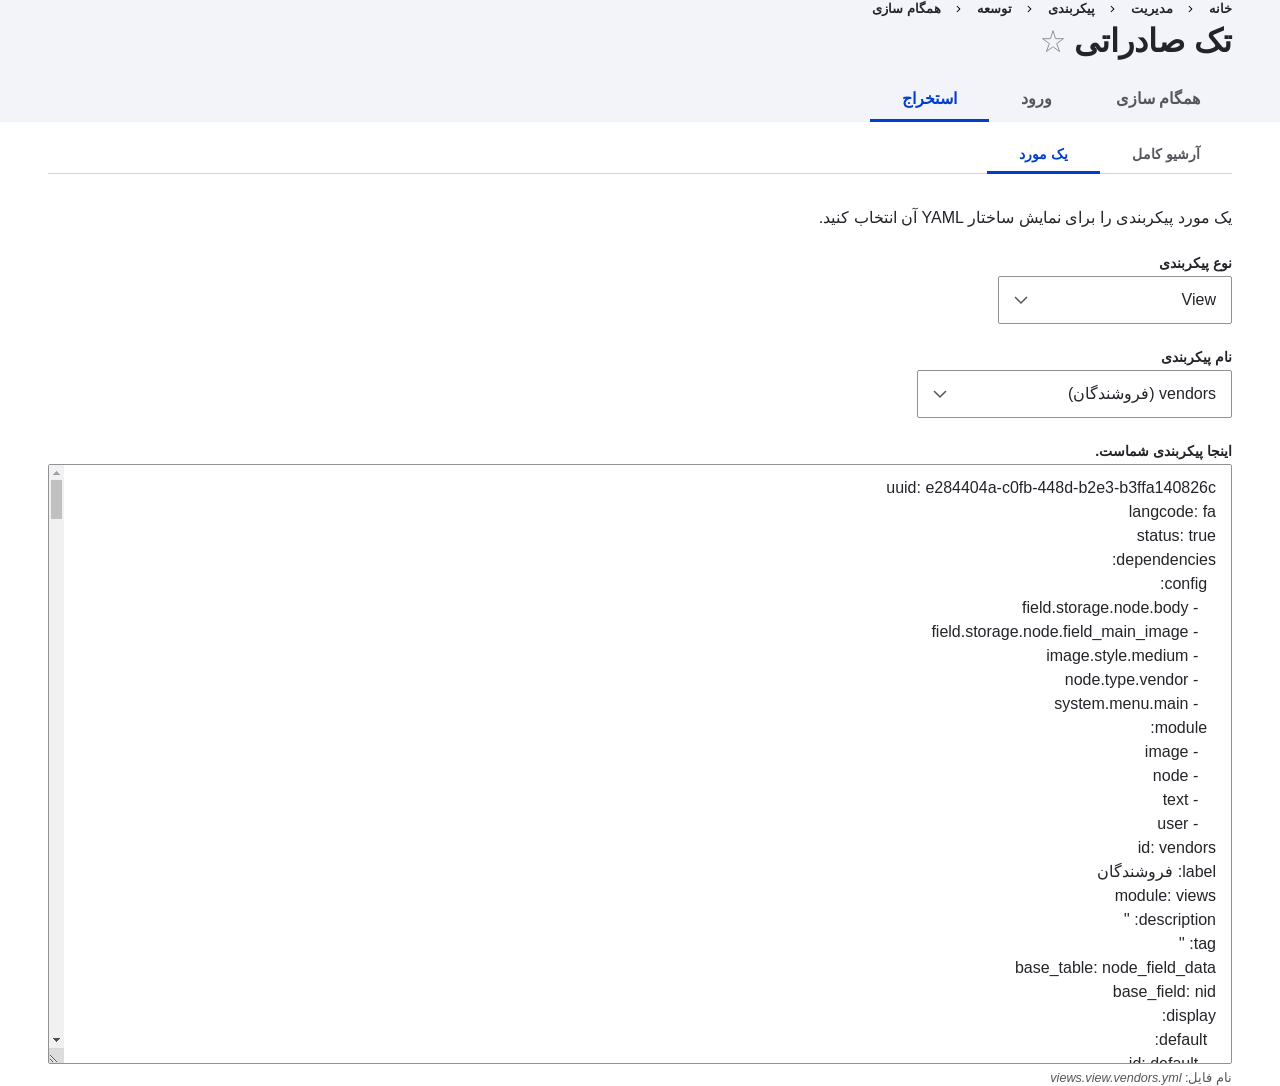 خانه › مدیریت › پیکربندی › توسعه › همگام سازی
تک صادراتی ☆
همگام سازی
ورود
استخراج
آرشیو کامل
یک مورد
یک مورد پیکربندی را برای نمایش ساختار YAML آن انتخاب کنید.
نوع پیکربندی
View
نام پیکربندی
vendors (فروشندگان)
اینجا پیکربندی شماست.
uuid: e284404a-c0fb-448d-b2e3-b3ffa140826c
langcode: fa
status: true
dependencies:
  config:
    - field.storage.node.body
    - field.storage.node.field_main_image
    - image.style.medium
    - node.type.vendor
    - system.menu.main
  module:
    - image
    - node
    - text
    - user
id: vendors
label: فروشندگان
module: views
description: ''
tag: ''
base_table: node_field_data
base_field: nid
display:
  default:
    id: default
نام فایل: views.view.vendors.yml